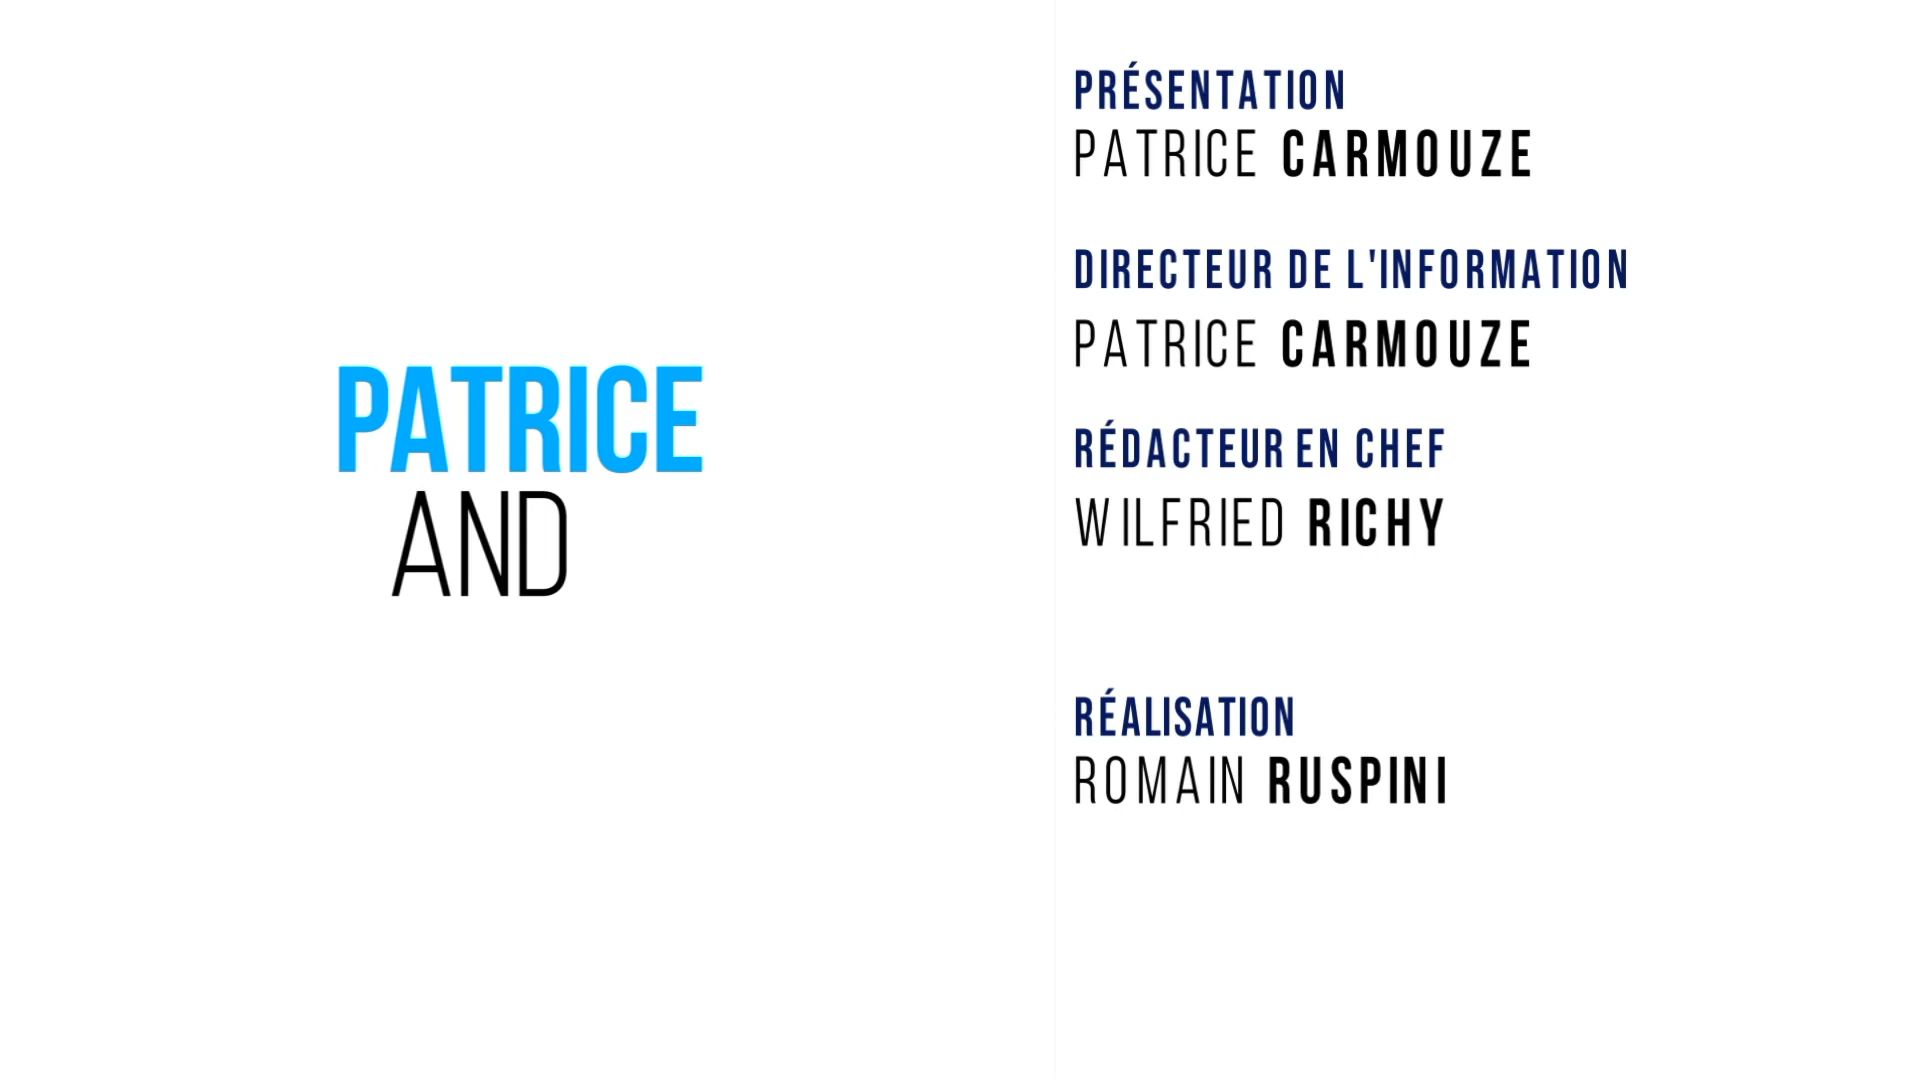 PATRICE
AND
PRÉSENTATION
PATRICE CARMOUZE
DIRECTEUR DE L'INFORMATION
PATRICE CARMOUZE
RÉDACTEUR EN CHEF
WILFRIED RICHY
RÉALISATION
ROMAIN RUSPINI